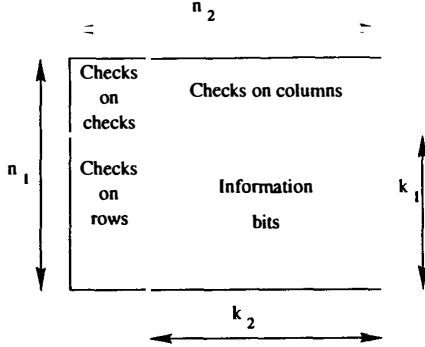 n 2
Checks
on
checks
Checks on columns
n 1
Checks
on
rows
Information
bits
k 1
k 2